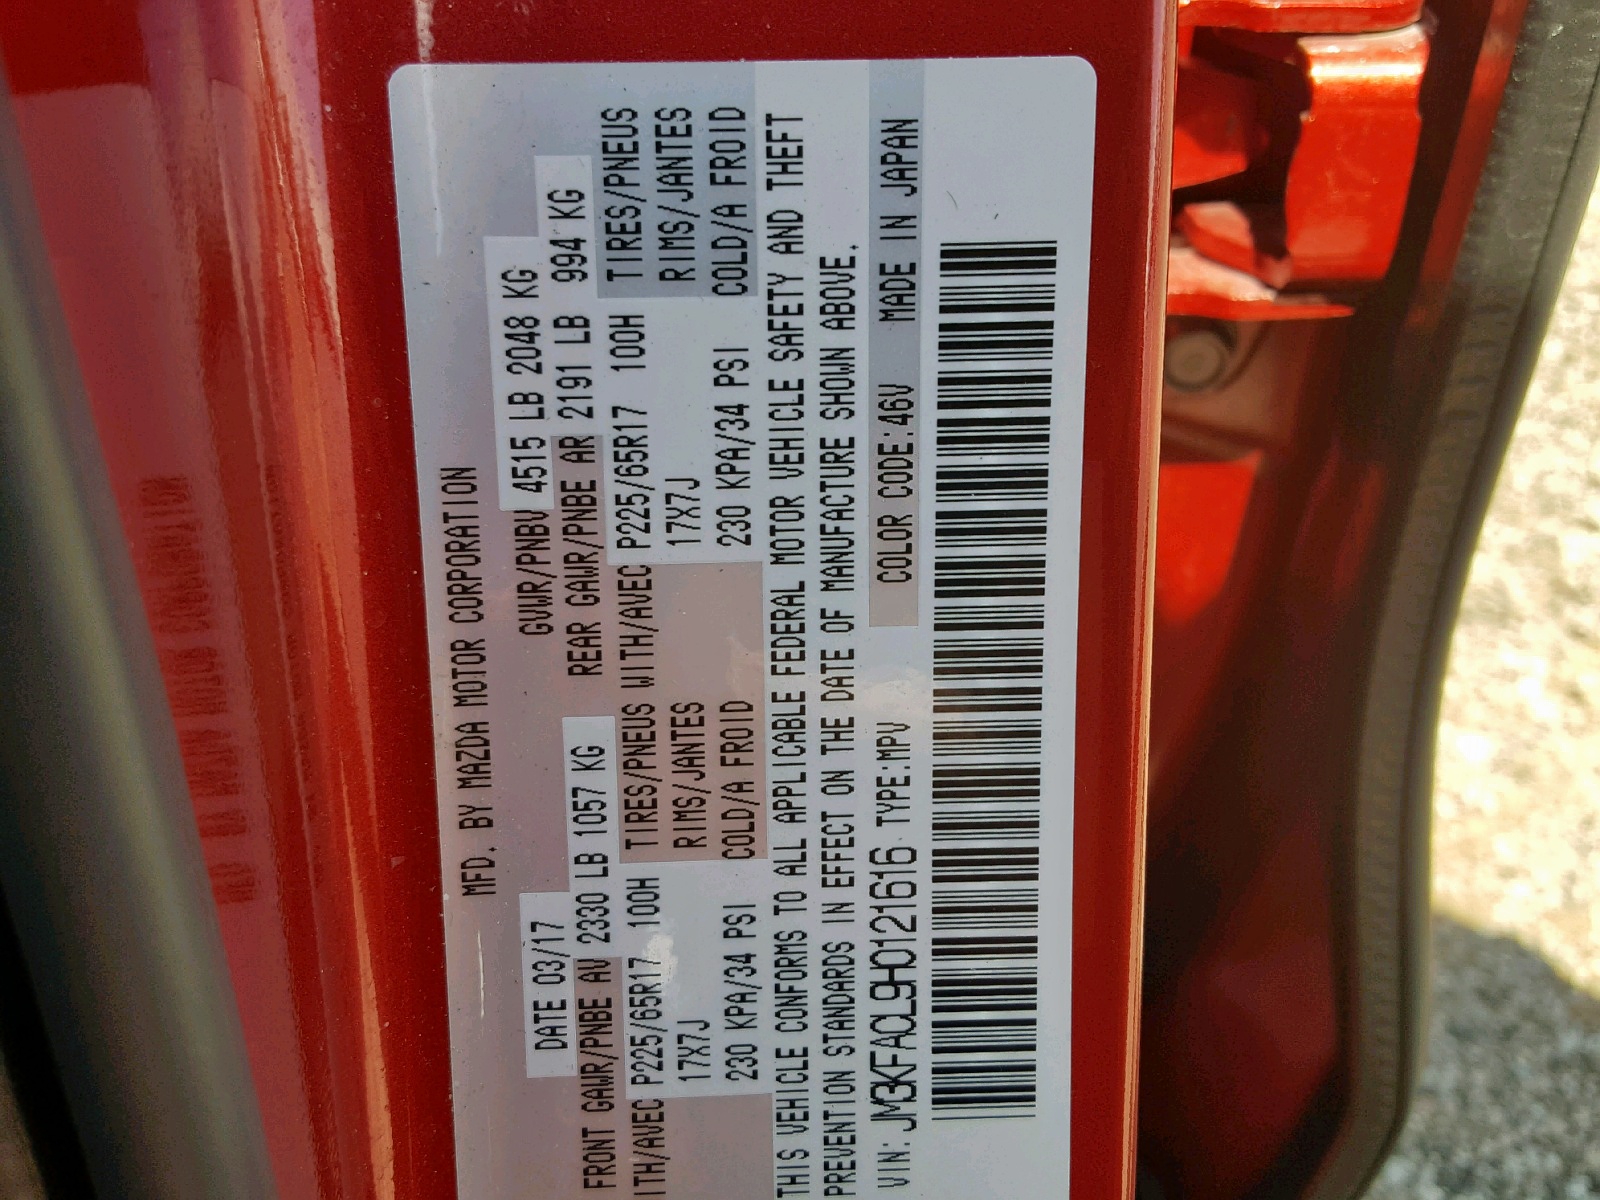 MFD. BY MAZDA MOTOR CORPORATION
DATE 03/17 GVWR/PNBV 4515 LB 2048 KG
FRONT GAWR/PNBE AV 2330 LB 1057 KG REAR GAWR/PNBE AR 2191 LB 994 KG
ITH/AVEC P225/65R17 100H TIRES/PNEUS WITH/AVEC P225/65R17 100H TIRES/PNEUS
17X7J RIMS/JANTES 17X7J RIMS/JANTES
230 KPA/34 PSI COLD/A FROID 230 KPA/34 PSI COLD/A FROID
THIS VEHICLE CONFORMS TO ALL APPLICABLE FEDERAL MOTOR VEHICLE SAFETY AND THEFT
PREVENTION STANDARDS IN EFFECT ON THE DATE OF MANUFACTURE SHOWN ABOVE.
VIN: JM3KFACL9H0121616 TYPE:MPV COLOR CODE:46V MADE IN JAPAN